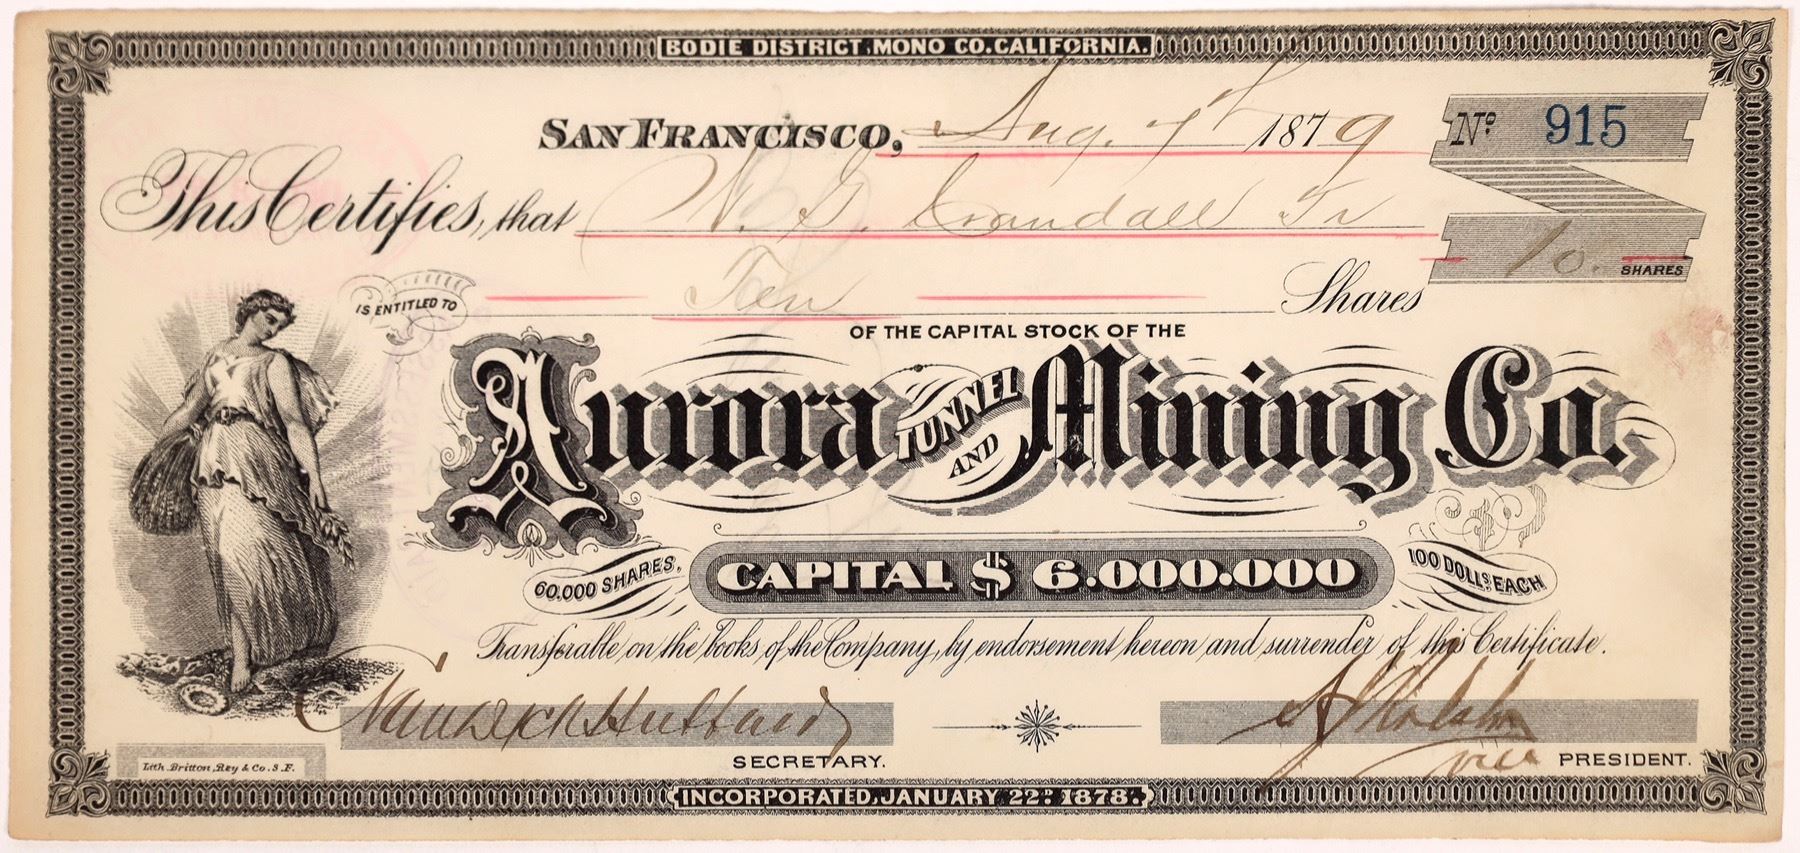 BODIE DISTRICT, MONO CO. CALIFORNIA.
SAN FRANCISCO, Aug. 7th 1879
No. 915
This Certifies, that W. G. Crandall Tr
10. SHARES
IS ENTITLED TO Ten Shares
OF THE CAPITAL STOCK OF THE
Aurora TUNNEL AND Mining Co.
60.000 SHARES, CAPITAL $ 6.000.000 100 DOLLS. EACH
Transferable on the books of the Company, by endorsement hereon and surrender of this Certificate.
SECRETARY.
vice PRESIDENT.
Lith. Britton, Rey & Co. S.F.
INCORPORATED, JANUARY 22D. 1878.